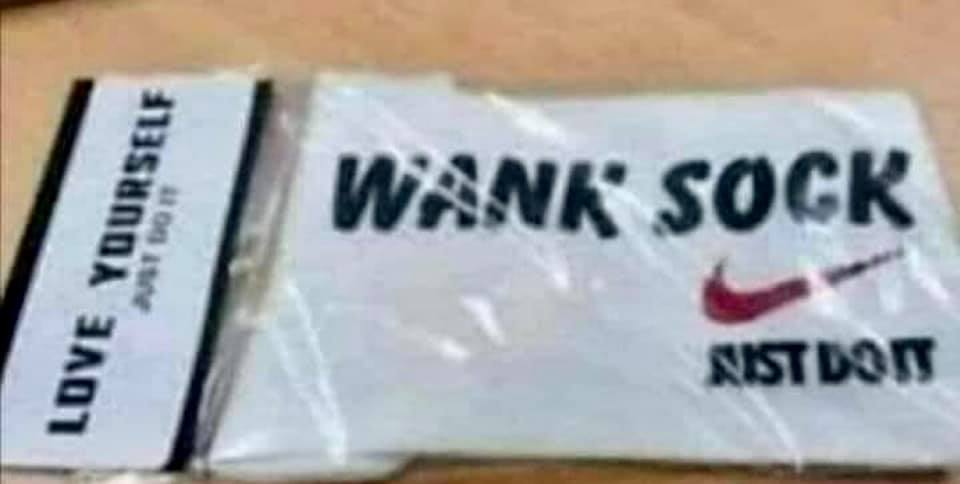 LOVE YOURSELF
JUST DO IT
WANK SOCK
JUST DO IT